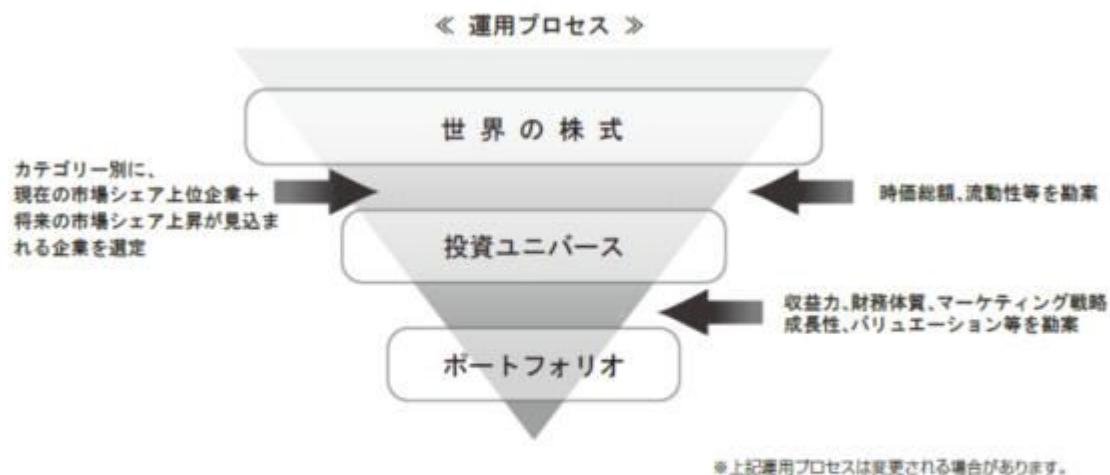 ≪ 運用プロセス ≫
世界の株式
カテゴリー別に、
現在の市場シェア上位企業＋
将来の市場シェア上昇が見込ま
れる企業を選定
時価総額、流動性等を勘案
投資ユニバース
収益力、財務体質、マーケティング戦略
成長性、バリュエーション等を勘案
ポートフォリオ
※上記運用プロセスは変更される場合があります。